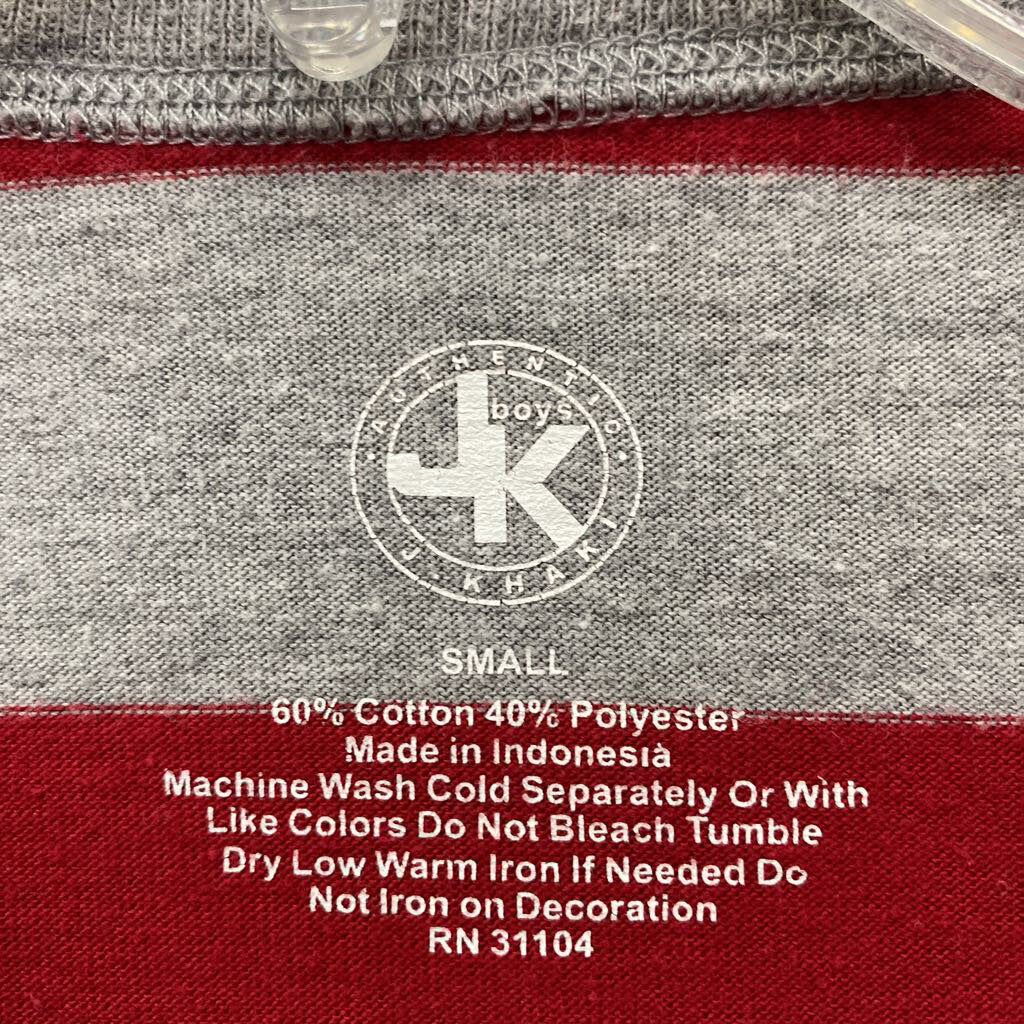 AUTHENTIC
boys
JK
J. KHAKI
SMALL
60% Cotton 40% Polyester
Made in Indonesia
Machine Wash Cold Separately Or With
Like Colors Do Not Bleach Tumble
Dry Low Warm Iron If Needed Do
Not Iron on Decoration
RN 31104